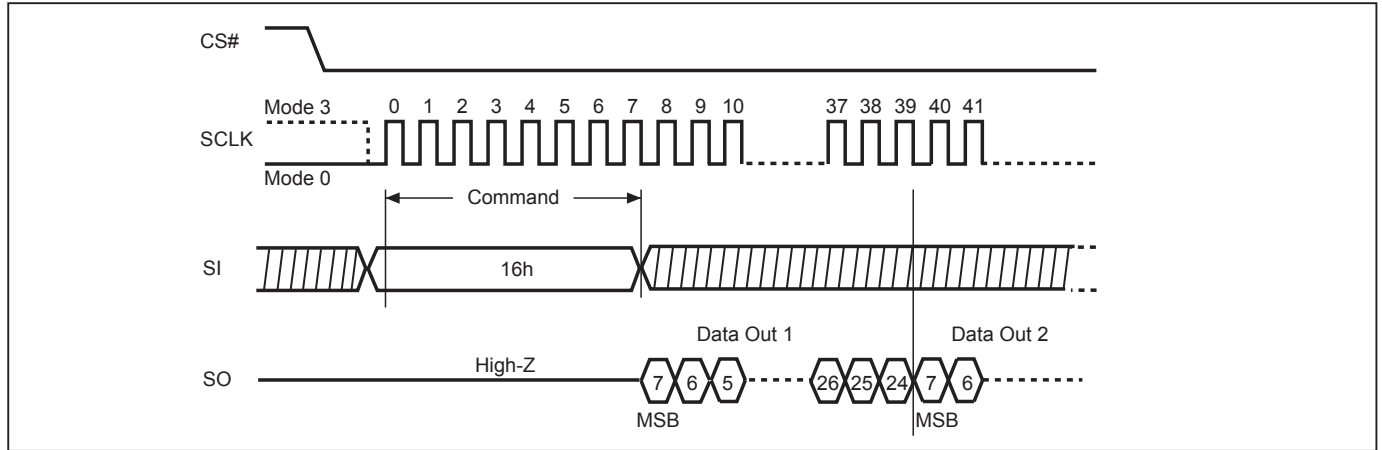 CS#
Mode 3
0 1 2 3 4 5 6 7 8 9 10 37 38 39 40 41
SCLK
Mode 0
Command
SI
16h
Data Out 1 Data Out 2
High-Z
SO
7 6 5 26 25 24 7 6
MSB MSB